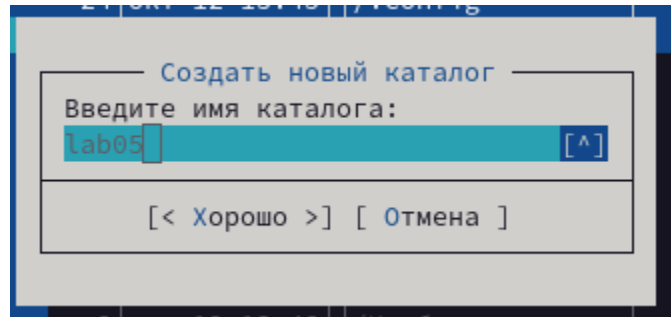 Создать новый каталог
Введите имя каталога:
lab05 [^]
[< Хорошо >] [ Отмена ]